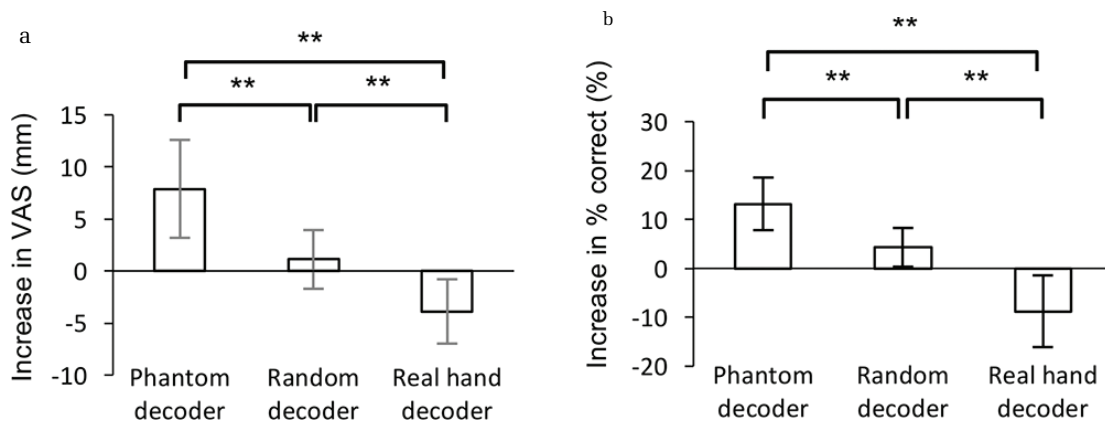 a
**
**
**
Increase in VAS (mm)
15
10
5
0
-5
-10
Phantom decoder
Random decoder
Real hand decoder
b
**
**
**
Increase in % correct (%)
30
20
10
0
-10
-20
Phantom decoder
Random decoder
Real hand decoder